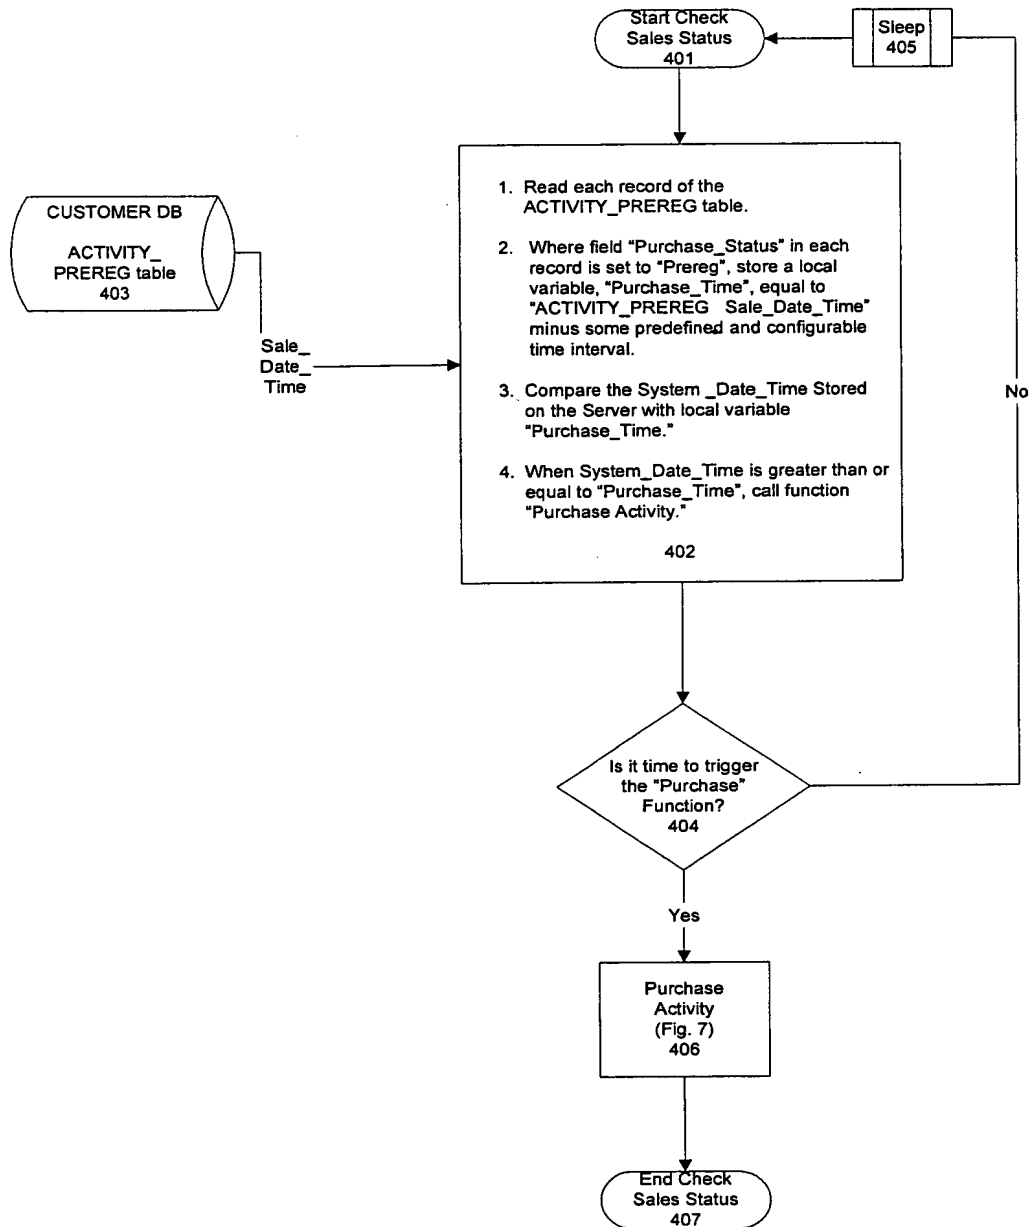 Start Check
Sales Status
401
Sleep
405
CUSTOMER DB
ACTIVITY_
PREREG table
403
Sale_
Date_
Time
1. Read each record of the
ACTIVITY_PREREG table.
2. Where field "Purchase_Status" in each
record is set to "Prereg", store a local
variable, "Purchase_Time", equal to
"ACTIVITY_PREREG Sale_Date_Time"
minus some predefined and configurable
time interval.
3. Compare the System _Date_Time Stored
on the Server with local variable
"Purchase_Time."
4. When System_Date_Time is greater than or
equal to "Purchase_Time", call function
"Purchase Activity."
402
No
Is it time to trigger
the "Purchase"
Function?
404
Yes
Purchase
Activity
(Fig. 7)
406
End Check
Sales Status
407